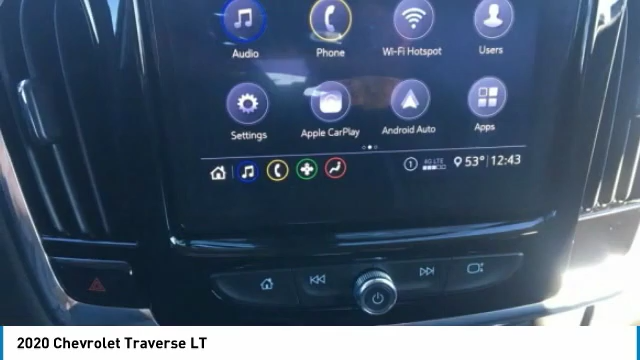 Audio Phone Wi-Fi Hotspot Users
Settings Apple CarPlay Android Auto Apps
1 4G LTE 53° 12:43
2020 Chevrolet Traverse LT